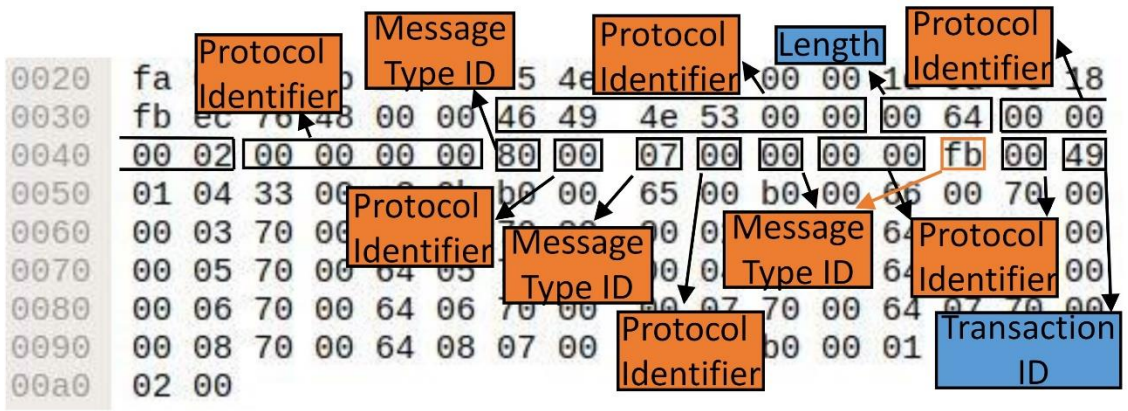 Protocol Identifier
Message Type ID
Protocol Identifier
Length
Protocol Identifier
0020 fa 4e 00 00 18
0030 fb ec 76 48 00 00 46 49 4e 53 00 00 00 64 00 00
0040 00 02 00 00 00 00 80 00 07 00 00 00 00 fb 00 49
0050 01 04 33 00 b0 00 65 00 b0 00 66 00 70 00
Protocol Identifier
Message Type ID
Message Type ID
Protocol Identifier
0060 00 03 70 00 00
0070 00 05 70 00 64 05 00
0080 00 06 70 00 64 06 70 00 00 07 70 00 64 07 70 00
Protocol Identifier
Transaction ID
0090 00 08 70 00 64 08 07 00 b0 00 01
00a0 02 00